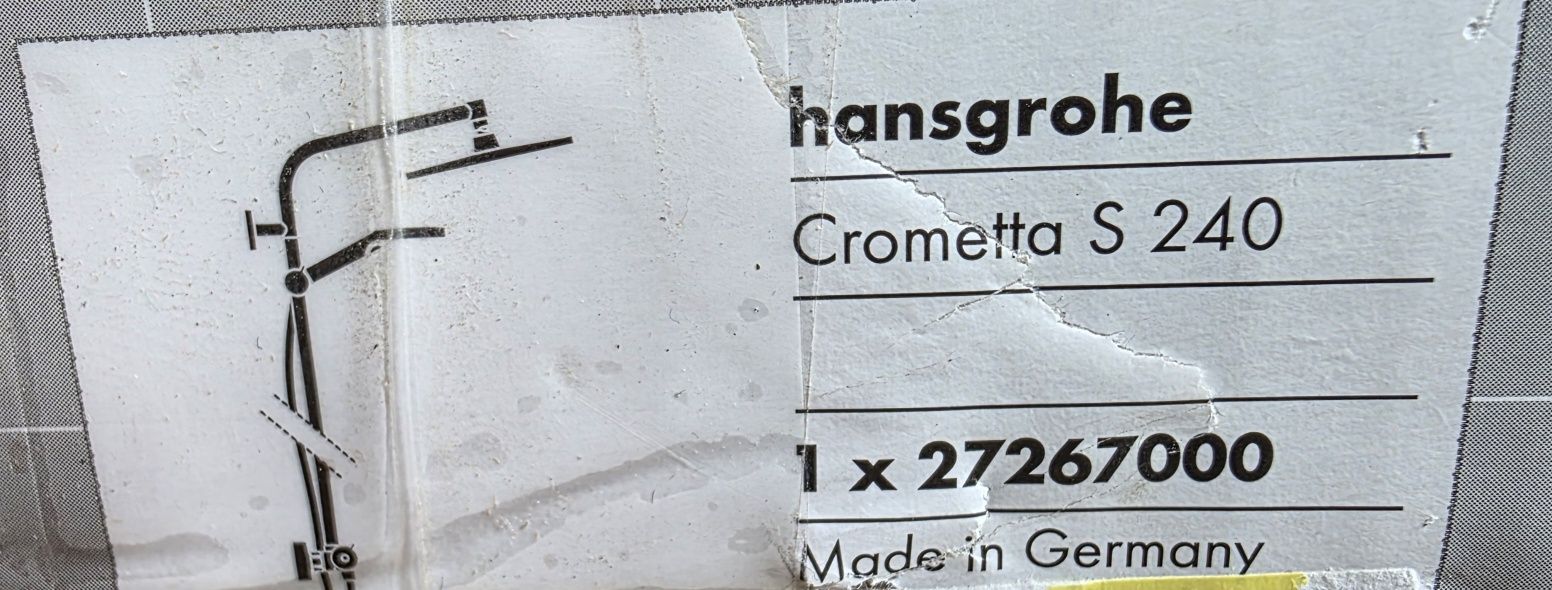 hansgrohe
Crometta S 240
1 x 27267000
Made in Germany